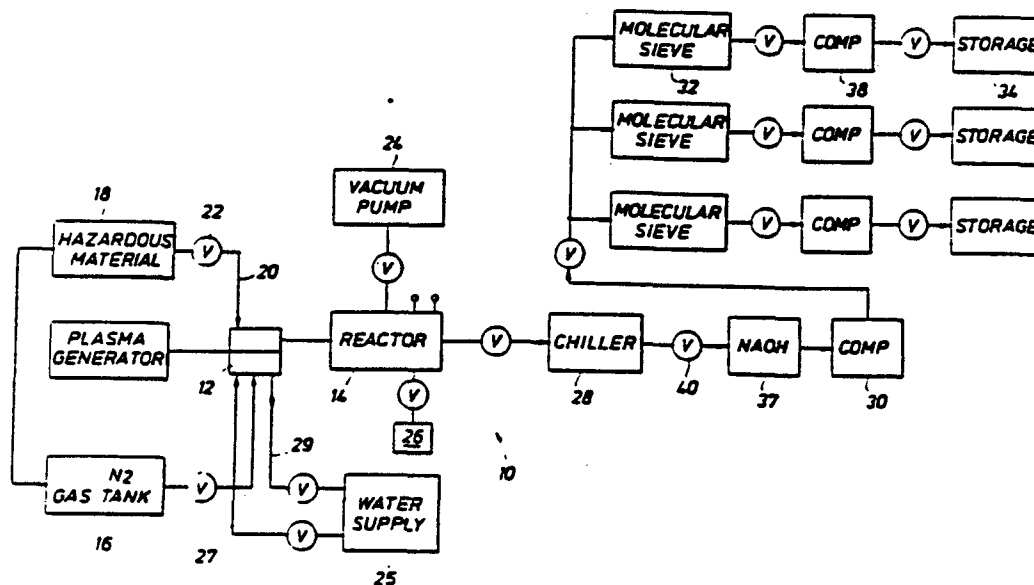 MOLECULAR
SIEVE
V
COMP
V
STORAGE
32
38
34
MOLECULAR
SIEVE
V
COMP
V
STORAGE
MOLECULAR
SIEVE
V
COMP
V
STORAGE
24
VACUUM
PUMP
18
22
HAZARDOUS
MATERIAL
V
20
V
V
PLASMA
GENERATOR
12
REACTOR
14
V
CHILLER
28
V
40
NAOH
37
COMP
30
V
26
29
10
N2
GAS TANK
16
V
27
V
V
WATER
SUPPLY
25